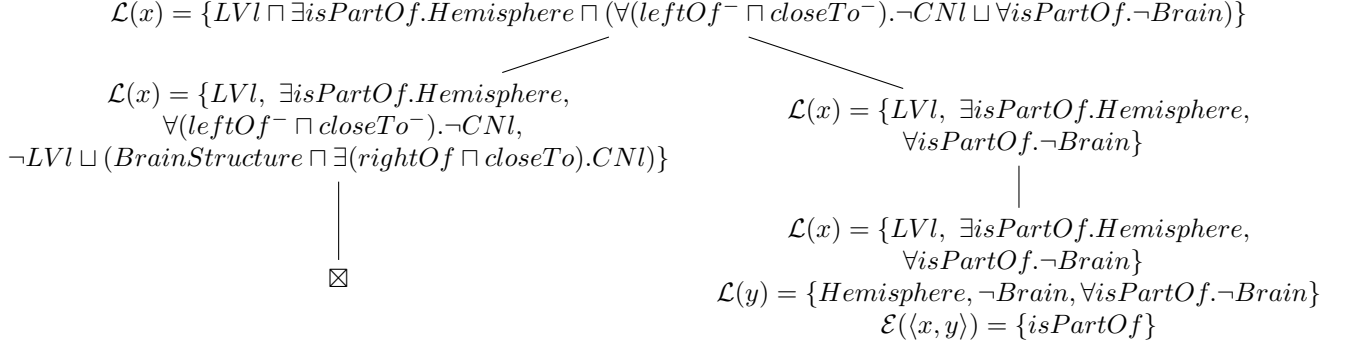 ℒ(x) = {LVl ⊓ ∃isPartOf.Hemisphere ⊓ (∀(leftOf⁻ ⊓ closeTo⁻).¬CNl ⊔ ∀isPartOf.¬Brain)}
ℒ(x) = {LVl, ∃isPartOf.Hemisphere,
∀(leftOf⁻ ⊓ closeTo⁻).¬CNl,
¬LVl ⊔ (BrainStructure ⊓ ∃(rightOf ⊓ closeTo).CNl)}
⊠
ℒ(x) = {LVl, ∃isPartOf.Hemisphere,
∀isPartOf.¬Brain}
ℒ(x) = {LVl, ∃isPartOf.Hemisphere,
∀isPartOf.¬Brain}
ℒ(y) = {Hemisphere, ¬Brain, ∀isPartOf.¬Brain}
ℰ(⟨x, y⟩) = {isPartOf}